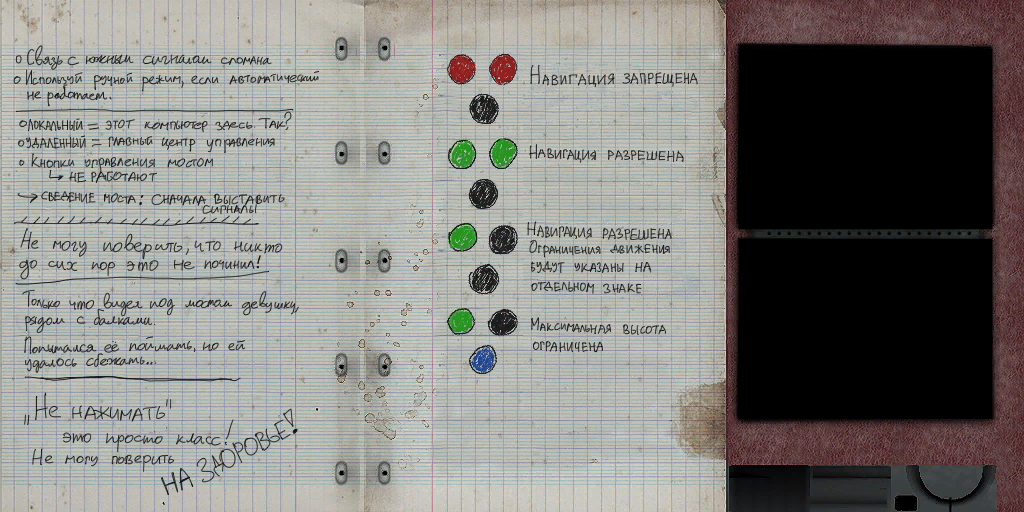 Связь с южными сигналами сломана
Используй ручной режим, если автоматический
не работает.
Локальный = этот компьютер здесь. Так?
Удаленный = главный центр управления
Кнопки управления мостом
↳ не работают
→ Сведение моста: сначала выставить
сигналы
Не могу поверить, что никто
до сих пор это не починил!
Только что видел под мостом девушку,
рядом с балками.
Попытался её поймать, но ей
удалось сбежать...
„Не нажимать"
это просто класс!
Не могу поверить
НА ЗДОРОВЬЕ!
Навигация запрещена
Навигация разрешена
Навигация разрешена
Ограничения движения
будут указаны на
отдельном знаке
Максимальная высота
ограничена